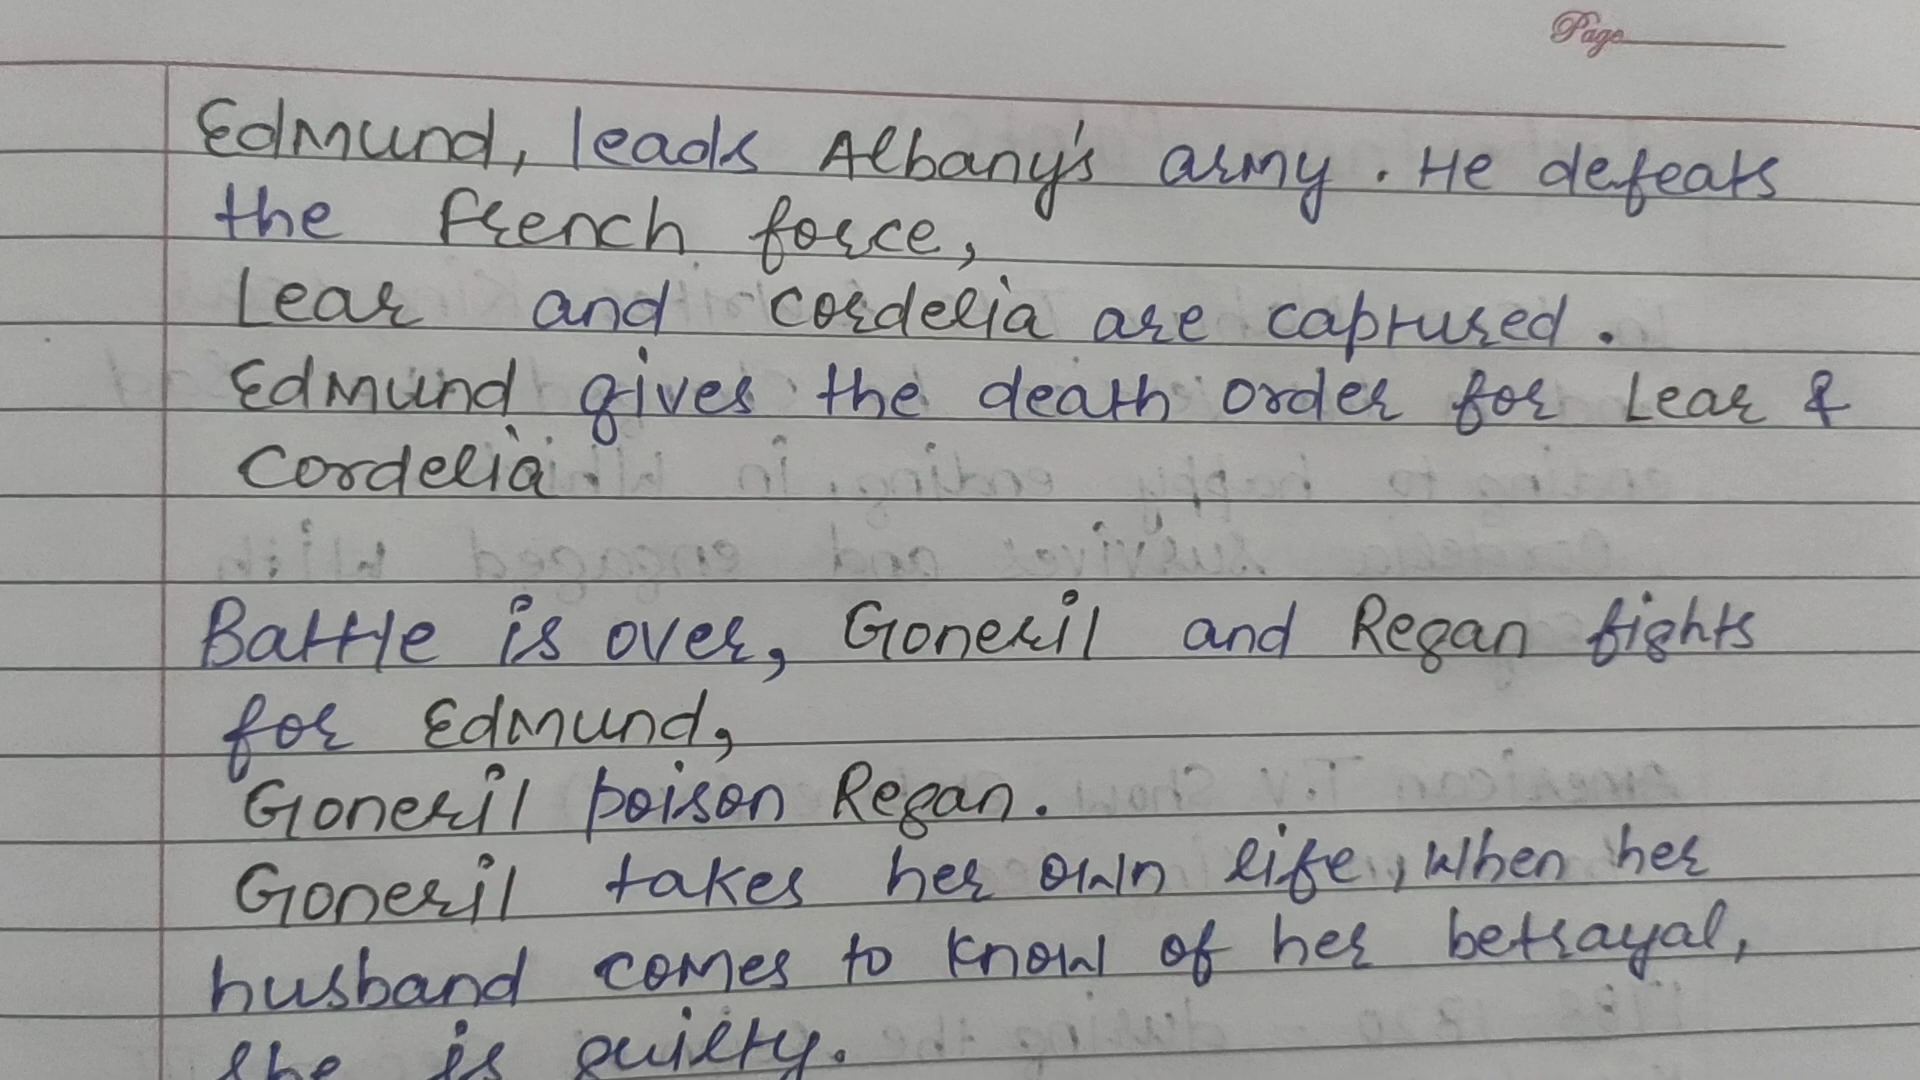 Page
Edmund, leads Albany's army. He defeats
the French force,
Lear and Cordelia are captured.
Edmund gives the death order for Lear &
Cordelia
Battle is over, Goneril and Regan fights
for Edmund,
Goneril poison Regan.
Goneril takes her own life, when her
husband comes to know of her betrayal,
she is guilty.